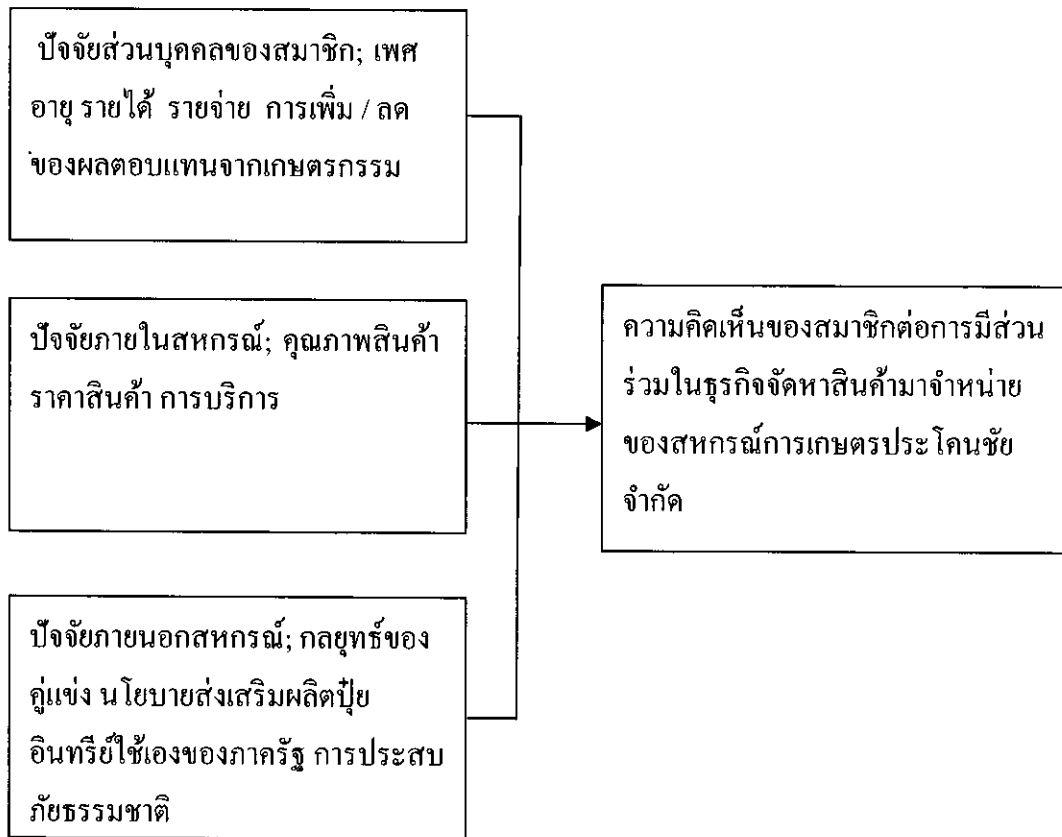 ปัจจัยส่วนบุคคลของสมาชิก; เพศ
อายุ รายได้ รายจ่าย การเพิ่ม / ลด
ของผลตอบแทนจากเกษตรกรรม
ปัจจัยภายในสหกรณ์; คุณภาพสินค้า
ราคาสินค้า การบริการ
ปัจจัยภายนอกสหกรณ์; กลยุทธ์ของ
คู่แข่ง นโยบายส่งเสริมผลิตปุ๋ย
อินทรีย์ใช้เองของภาครัฐ การประสบ
ภัยธรรมชาติ
ความคิดเห็นของสมาชิกต่อการมีส่วน
ร่วมในธุรกิจจัดหาสินค้ามาจำหน่าย
ของสหกรณ์การเกษตรประโคนชัย
จำกัด